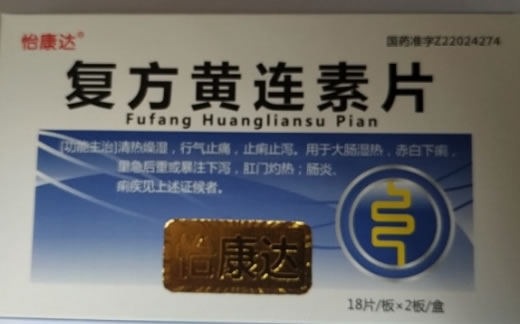 怡康达®
国药准字Z22024274
复方黄连素片
Fufang Huangliansu Pian
[功能主治]清热燥湿,行气止痛,止痢止泻。用于大肠湿热,赤白下痢,
里急后重或暴注下泻,肛门灼热;肠炎、
痢疾见上述证候者。
怡康达
18片/板×2板/盒